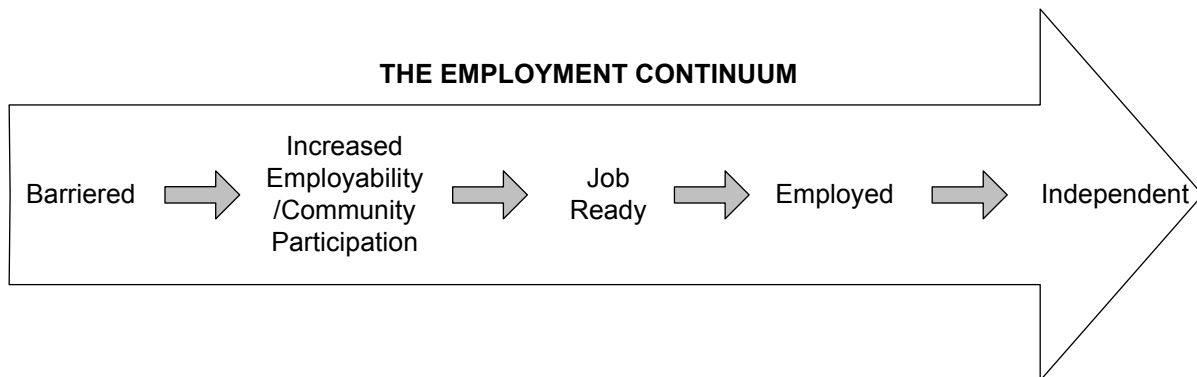 THE EMPLOYMENT CONTINUUM
Barriered
Increased
Employability
/Community
Participation
Job
Ready
Employed
Independent